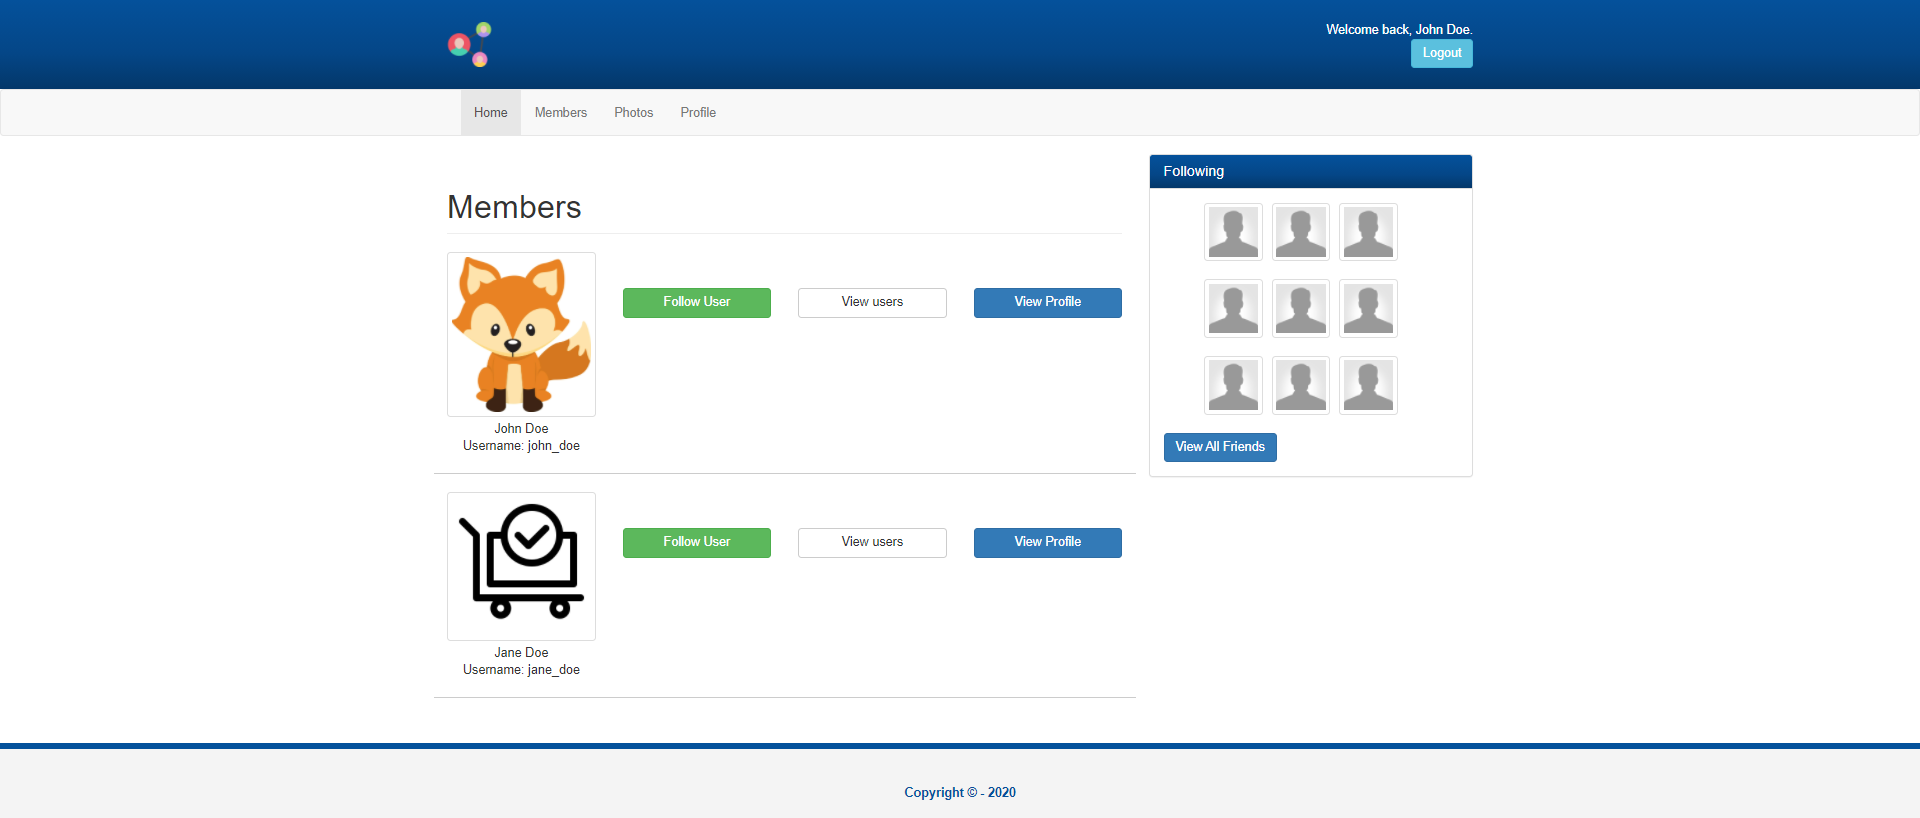 Welcome back, John Doe.
Logout
Home Members Photos Profile
Members
Follow User View users View Profile
John Doe
Username: john_doe
Follow User View users View Profile
Jane Doe
Username: jane_doe
Following
View All Friends
Copyright © - 2020